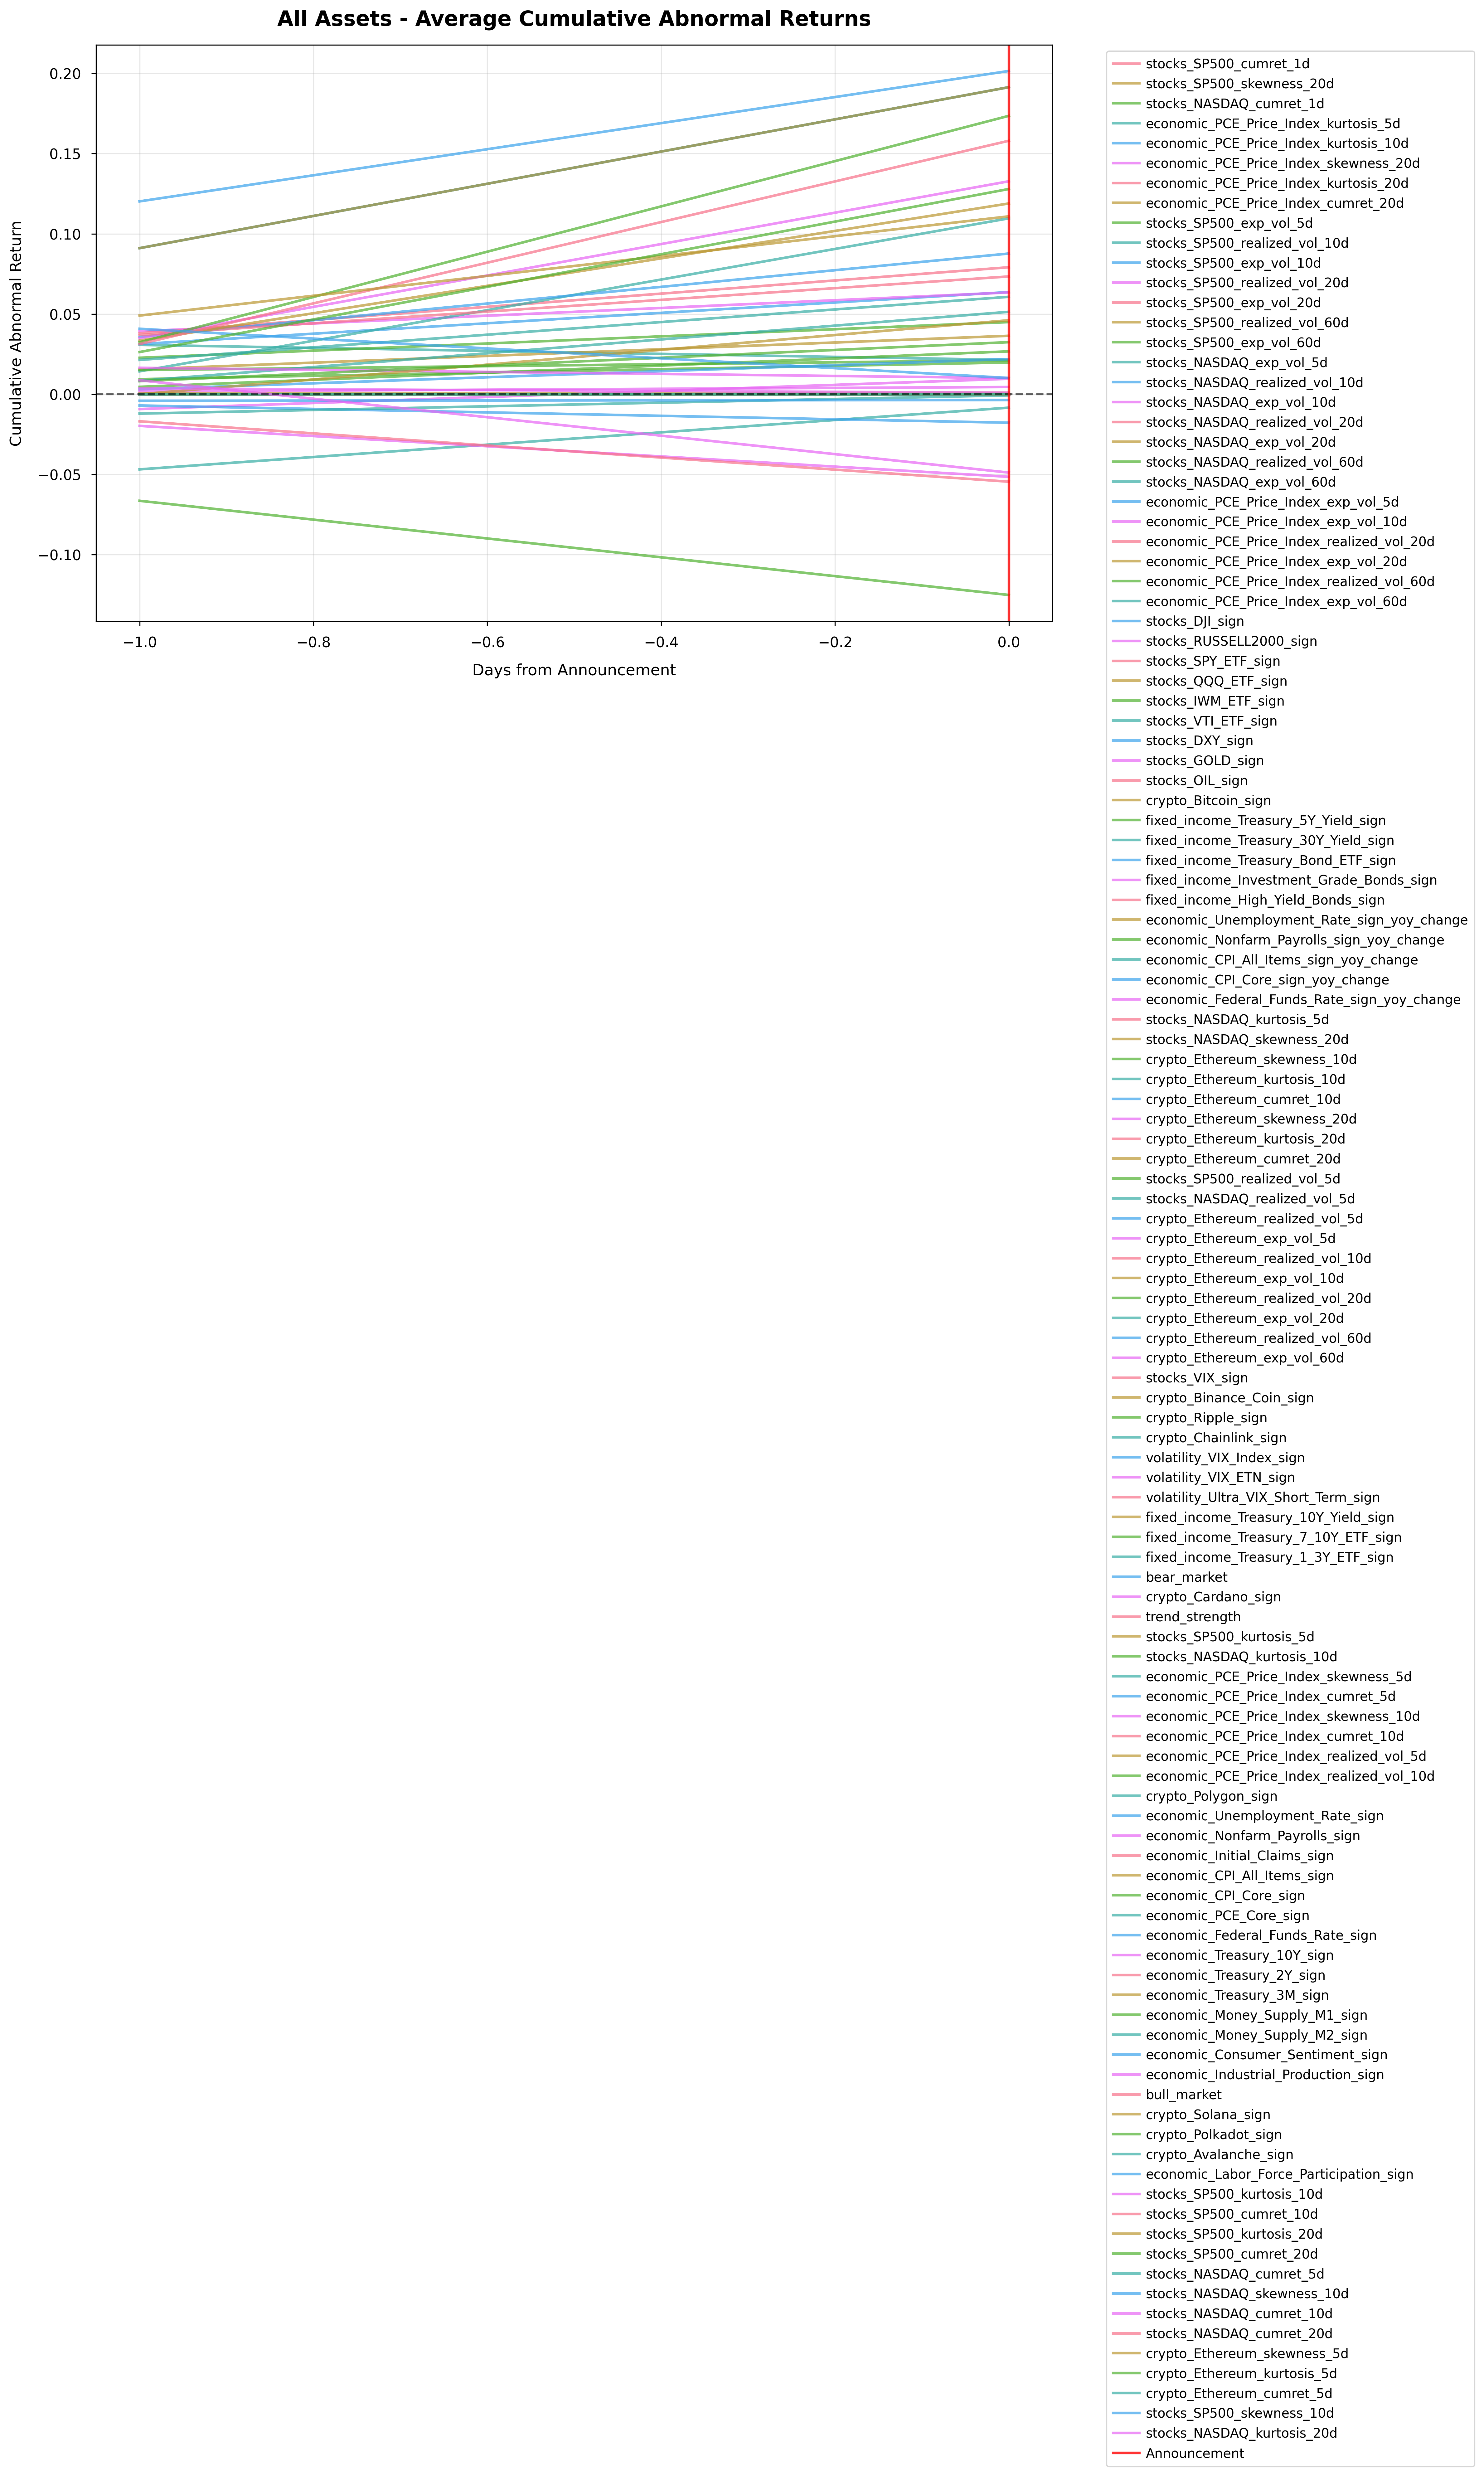 All Assets - Average Cumulative Abnormal Returns
0.20
0.15
0.10
0.05
0.00
−0.05
−0.10
Cumulative Abnormal Return
−1.0
−0.8
−0.6
−0.4
−0.2
0.0
Days from Announcement
stocks_SP500_cumret_1d
stocks_SP500_skewness_20d
stocks_NASDAQ_cumret_1d
economic_PCE_Price_Index_kurtosis_5d
economic_PCE_Price_Index_kurtosis_10d
economic_PCE_Price_Index_skewness_20d
economic_PCE_Price_Index_kurtosis_20d
economic_PCE_Price_Index_cumret_20d
stocks_SP500_exp_vol_5d
stocks_SP500_realized_vol_10d
stocks_SP500_exp_vol_10d
stocks_SP500_realized_vol_20d
stocks_SP500_exp_vol_20d
stocks_SP500_realized_vol_60d
stocks_SP500_exp_vol_60d
stocks_NASDAQ_exp_vol_5d
stocks_NASDAQ_realized_vol_10d
stocks_NASDAQ_exp_vol_10d
stocks_NASDAQ_realized_vol_20d
stocks_NASDAQ_exp_vol_20d
stocks_NASDAQ_realized_vol_60d
stocks_NASDAQ_exp_vol_60d
economic_PCE_Price_Index_exp_vol_5d
economic_PCE_Price_Index_exp_vol_10d
economic_PCE_Price_Index_realized_vol_20d
economic_PCE_Price_Index_exp_vol_20d
economic_PCE_Price_Index_realized_vol_60d
economic_PCE_Price_Index_exp_vol_60d
stocks_DJI_sign
stocks_RUSSELL2000_sign
stocks_SPY_ETF_sign
stocks_QQQ_ETF_sign
stocks_IWM_ETF_sign
stocks_VTI_ETF_sign
stocks_DXY_sign
stocks_GOLD_sign
stocks_OIL_sign
crypto_Bitcoin_sign
fixed_income_Treasury_5Y_Yield_sign
fixed_income_Treasury_30Y_Yield_sign
fixed_income_Treasury_Bond_ETF_sign
fixed_income_Investment_Grade_Bonds_sign
fixed_income_High_Yield_Bonds_sign
economic_Unemployment_Rate_sign_yoy_change
economic_Nonfarm_Payrolls_sign_yoy_change
economic_CPI_All_Items_sign_yoy_change
economic_CPI_Core_sign_yoy_change
economic_Federal_Funds_Rate_sign_yoy_change
stocks_NASDAQ_kurtosis_5d
stocks_NASDAQ_skewness_20d
crypto_Ethereum_skewness_10d
crypto_Ethereum_kurtosis_10d
crypto_Ethereum_cumret_10d
crypto_Ethereum_skewness_20d
crypto_Ethereum_kurtosis_20d
crypto_Ethereum_cumret_20d
stocks_SP500_realized_vol_5d
stocks_NASDAQ_realized_vol_5d
crypto_Ethereum_realized_vol_5d
crypto_Ethereum_exp_vol_5d
crypto_Ethereum_realized_vol_10d
crypto_Ethereum_exp_vol_10d
crypto_Ethereum_realized_vol_20d
crypto_Ethereum_exp_vol_20d
crypto_Ethereum_realized_vol_60d
crypto_Ethereum_exp_vol_60d
stocks_VIX_sign
crypto_Binance_Coin_sign
crypto_Ripple_sign
crypto_Chainlink_sign
volatility_VIX_Index_sign
volatility_VIX_ETN_sign
volatility_Ultra_VIX_Short_Term_sign
fixed_income_Treasury_10Y_Yield_sign
fixed_income_Treasury_7_10Y_ETF_sign
fixed_income_Treasury_1_3Y_ETF_sign
bear_market
crypto_Cardano_sign
trend_strength
stocks_SP500_kurtosis_5d
stocks_NASDAQ_kurtosis_10d
economic_PCE_Price_Index_skewness_5d
economic_PCE_Price_Index_cumret_5d
economic_PCE_Price_Index_skewness_10d
economic_PCE_Price_Index_cumret_10d
economic_PCE_Price_Index_realized_vol_5d
economic_PCE_Price_Index_realized_vol_10d
crypto_Polygon_sign
economic_Unemployment_Rate_sign
economic_Nonfarm_Payrolls_sign
economic_Initial_Claims_sign
economic_CPI_All_Items_sign
economic_CPI_Core_sign
economic_PCE_Core_sign
economic_Federal_Funds_Rate_sign
economic_Treasury_10Y_sign
economic_Treasury_2Y_sign
economic_Treasury_3M_sign
economic_Money_Supply_M1_sign
economic_Money_Supply_M2_sign
economic_Consumer_Sentiment_sign
economic_Industrial_Production_sign
bull_market
crypto_Solana_sign
crypto_Polkadot_sign
crypto_Avalanche_sign
economic_Labor_Force_Participation_sign
stocks_SP500_kurtosis_10d
stocks_SP500_cumret_10d
stocks_SP500_kurtosis_20d
stocks_SP500_cumret_20d
stocks_NASDAQ_cumret_5d
stocks_NASDAQ_skewness_10d
stocks_NASDAQ_cumret_10d
stocks_NASDAQ_cumret_20d
crypto_Ethereum_skewness_5d
crypto_Ethereum_kurtosis_5d
crypto_Ethereum_cumret_5d
stocks_SP500_skewness_10d
stocks_NASDAQ_kurtosis_20d
Announcement